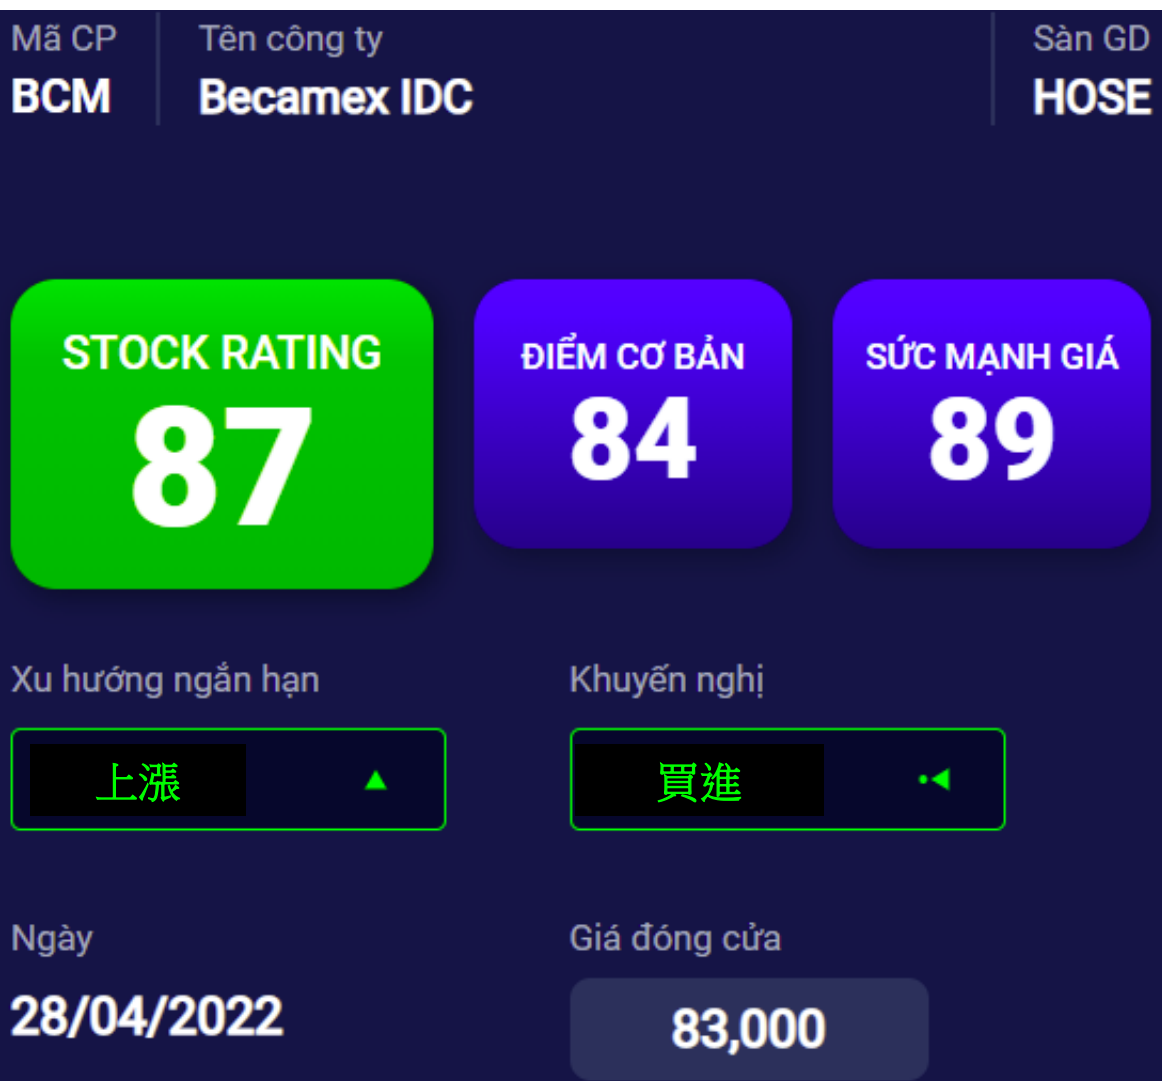 Mã CP
Tên công ty
Sàn GD
BCM
Becamex IDC
HOSE
STOCK RATING
87
ĐIỂM CƠ BẢN
84
SỨC MẠNH GIÁ
89
Xu hướng ngắn hạn
Khuyến nghị
上漲
買進
Ngày
Giá đóng cửa
28/04/2022
83,000